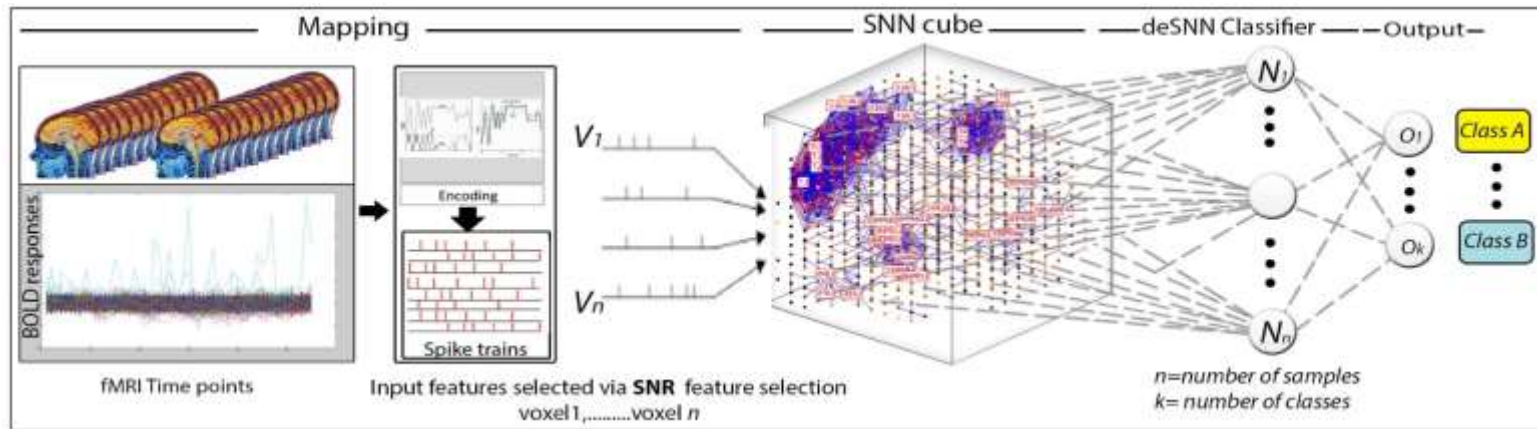 Mapping
SNN cube
deSNN Classifier
Output
BOLD responses
fMRI Time points
Encoding
Spike trains
Input features selected via SNR feature selection
voxel1,.........voxel n
V1
Vn
N1
Nn
n=number of samples
k= number of classes
O1
Ok
Class A
Class B